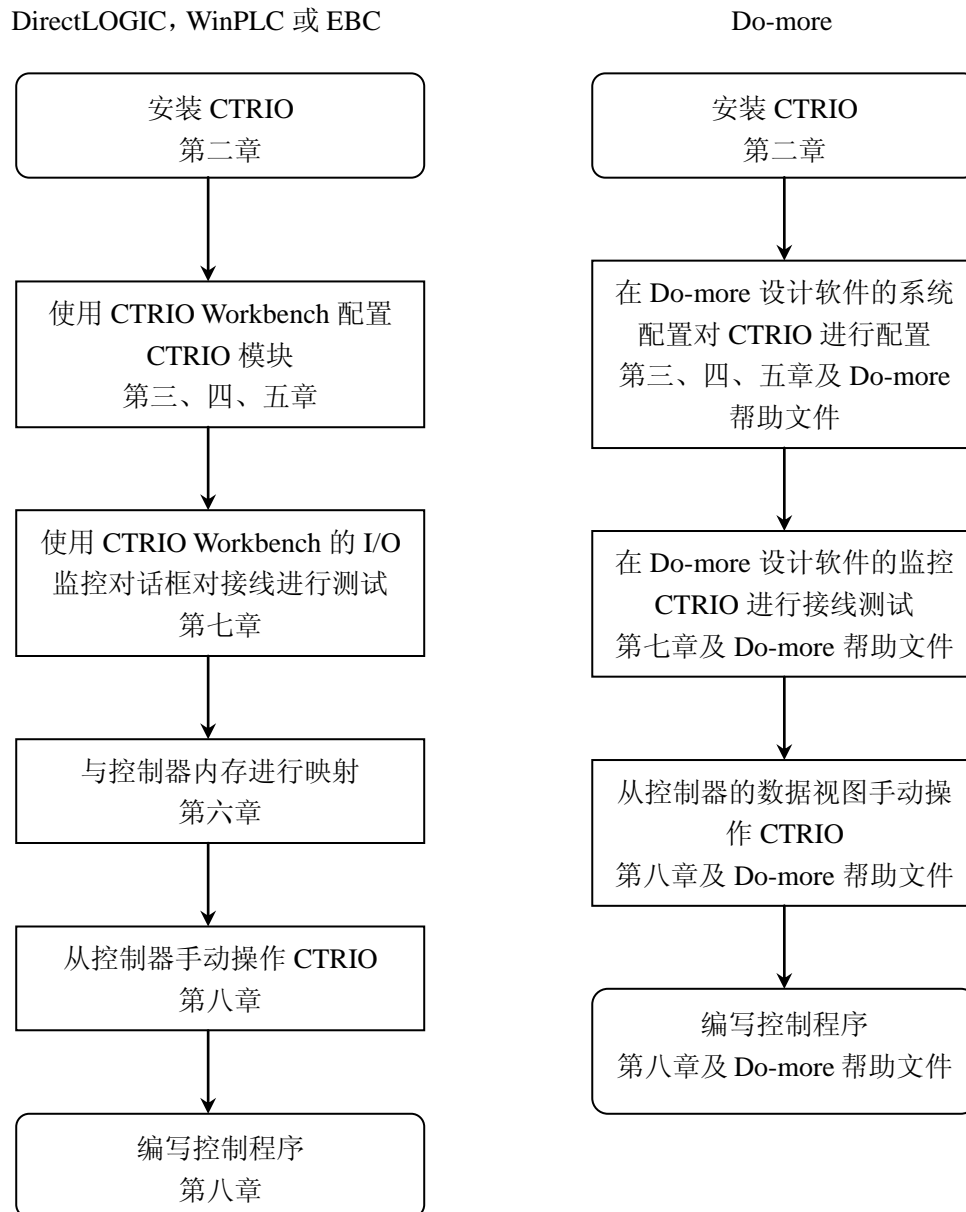 DirectLOGIC，WinPLC 或 EBC
安装 CTRIO
第二章
使用 CTRIO Workbench 配置
CTRIO 模块
第三、四、五章
使用 CTRIO Workbench 的 I/O
监控对话框对接线进行测试
第七章
与控制器内存进行映射
第六章
从控制器手动操作 CTRIO
第八章
编写控制程序
第八章
Do-more
安装 CTRIO
第二章
在 Do-more 设计软件的系统
配置对 CTRIO 进行配置
第三、四、五章及 Do-more
帮助文件
在 Do-more 设计软件的监控
CTRIO 进行接线测试
第七章及 Do-more 帮助文件
从控制器的数据视图手动操
作 CTRIO
第八章及 Do-more 帮助文件
编写控制程序
第八章及 Do-more 帮助文件